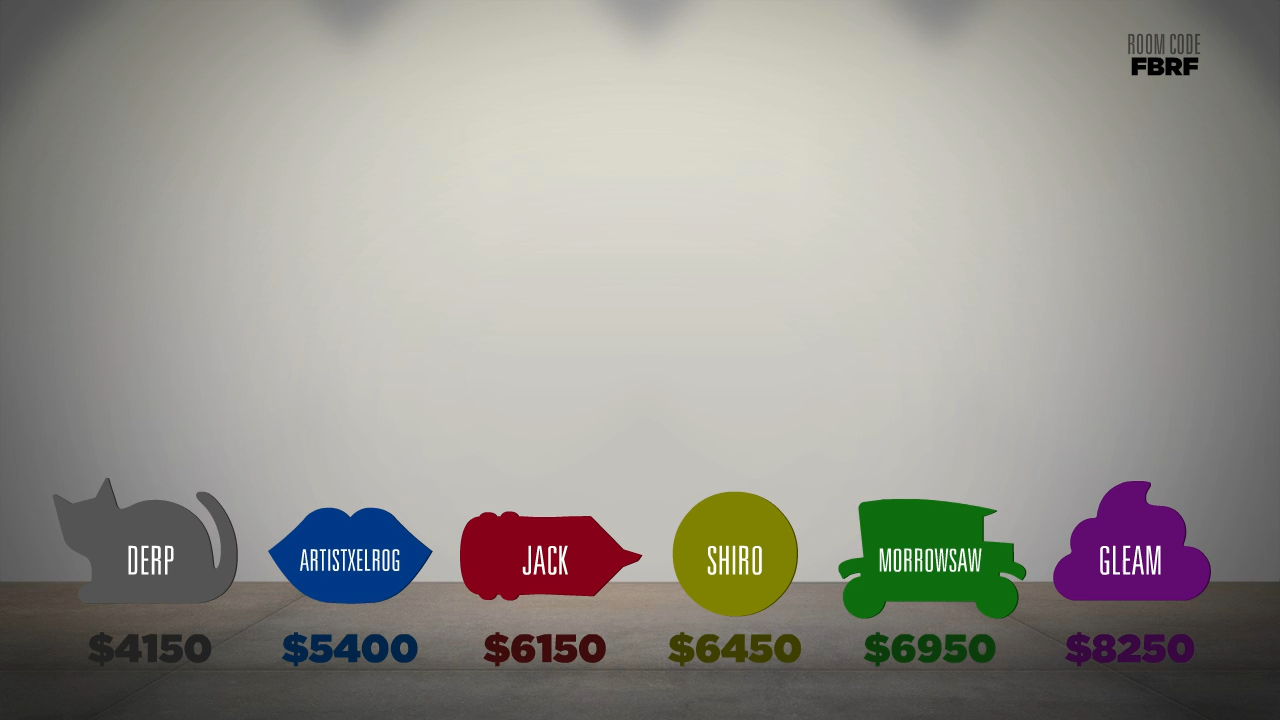 ROOM CODE
FBRF
DERP
ARTISTXELROG
JACK
SHIRO
MORROWSAW
GLEAM
$4150
$5400
$6150
$6450
$6950
$8250